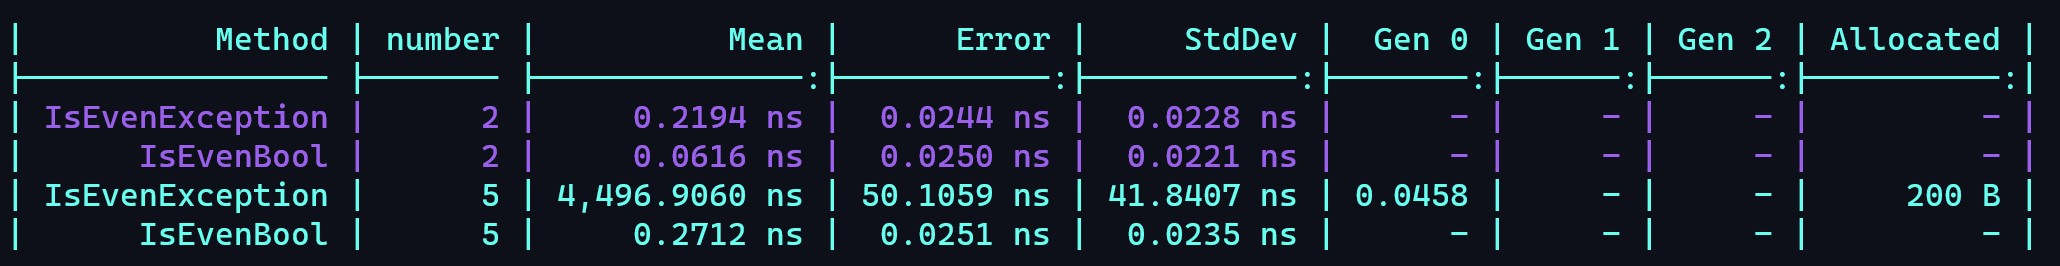 | Method | number | Mean | Error | StdDev | Gen 0 | Gen 1 | Gen 2 | Allocated |
|---------------- |------- |--------------:|-----------:|-----------:|-------:|------:|------:|----------:|
| IsEvenException | 2 | 0.2194 ns | 0.0244 ns | 0.0228 ns | - | - | - | - |
| IsEvenBool | 2 | 0.0616 ns | 0.0250 ns | 0.0221 ns | - | - | - | - |
| IsEvenException | 5 | 4,496.9060 ns | 50.1059 ns | 41.8407 ns | 0.0458 | - | - | 200 B |
| IsEvenBool | 5 | 0.2712 ns | 0.0251 ns | 0.0235 ns | - | - | - | - |